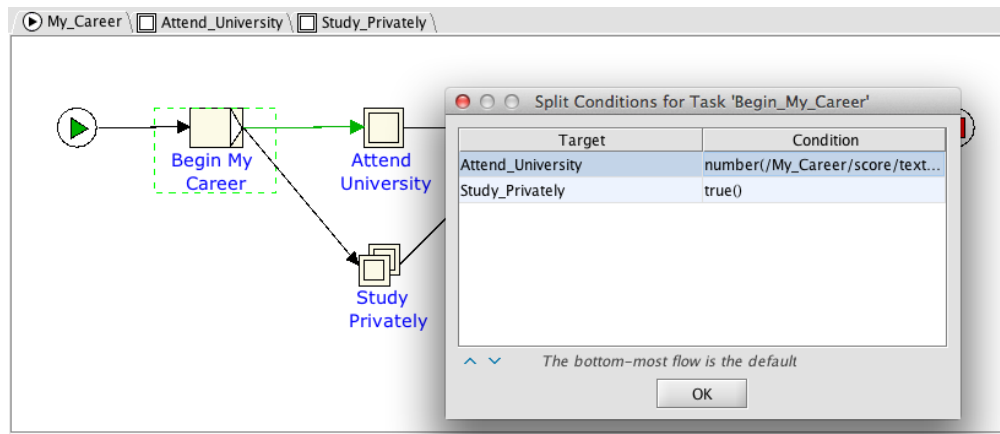 My_Career
Attend_University
Study_Privately
Split Conditions for Task 'Begin_My_Career'
Target
Condition
Attend_University
number(/My_Career/score/text...
Study_Privately
true()
Begin My
Career
Attend
University
Study
Privately
The bottom-most flow is the default
OK